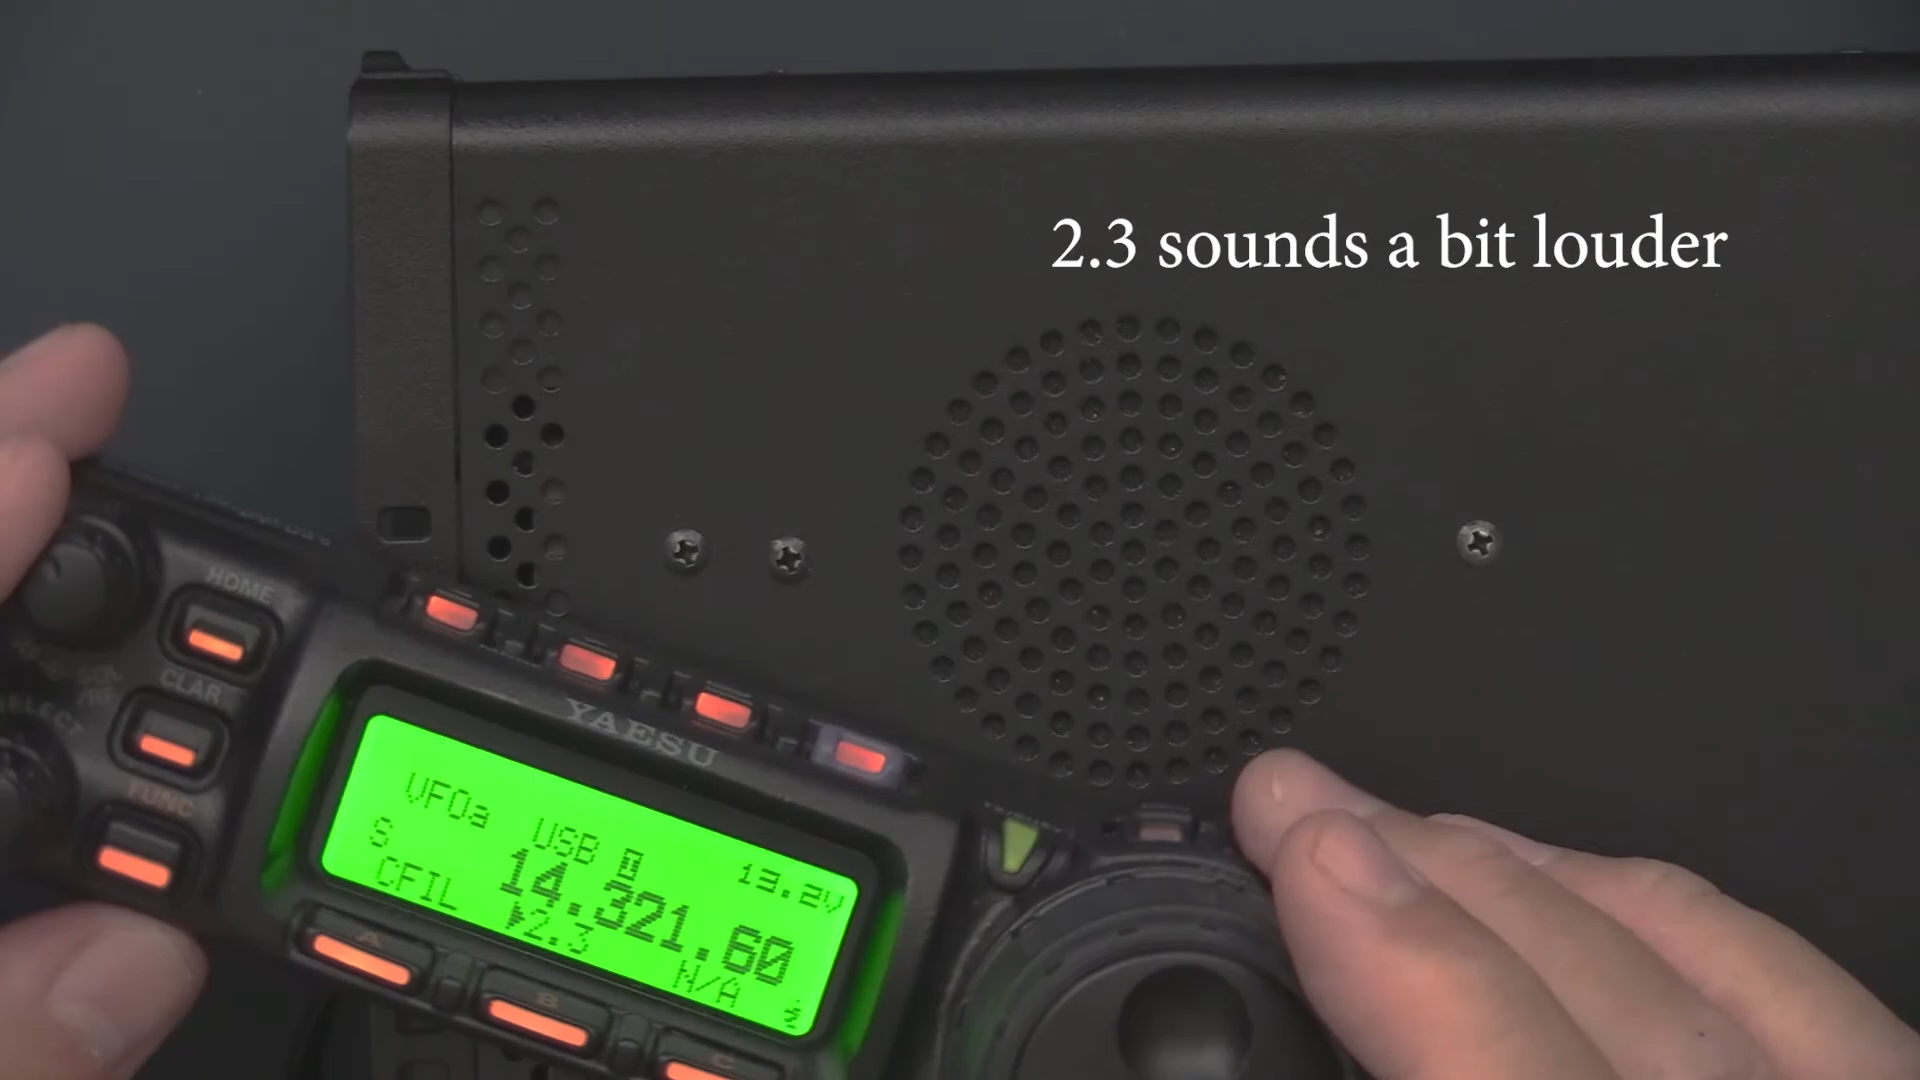 2.3 sounds a bit louder
HOME
CLAR
FUNC
YAESU
VFOa USB 13.2V
S 14.321.60
CFIL 2.3 N/A
A
B
C